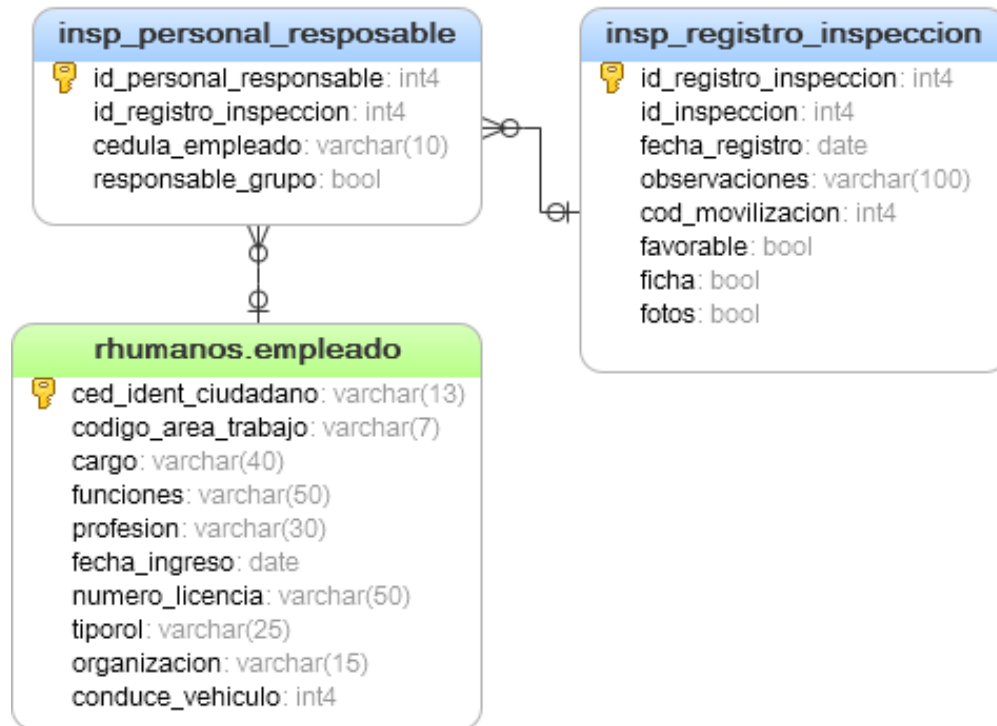 insp_personal_resposable
id_personal_responsable: int4
id_registro_inspeccion: int4
cedula_empleado: varchar(10)
responsable_grupo: bool
insp_registro_inspeccion
id_registro_inspeccion: int4
id_inspeccion: int4
fecha_registro: date
observaciones: varchar(100)
cod_movilizacion: int4
favorable: bool
ficha: bool
fotos: bool
rhumanos.empleado
ced_ident_ciudadano: varchar(13)
codigo_area_trabajo: varchar(7)
cargo: varchar(40)
funciones: varchar(50)
profesion: varchar(30)
fecha_ingreso: date
numero_licencia: varchar(50)
tiporol: varchar(25)
organizacion: varchar(15)
conduce_vehiculo: int4